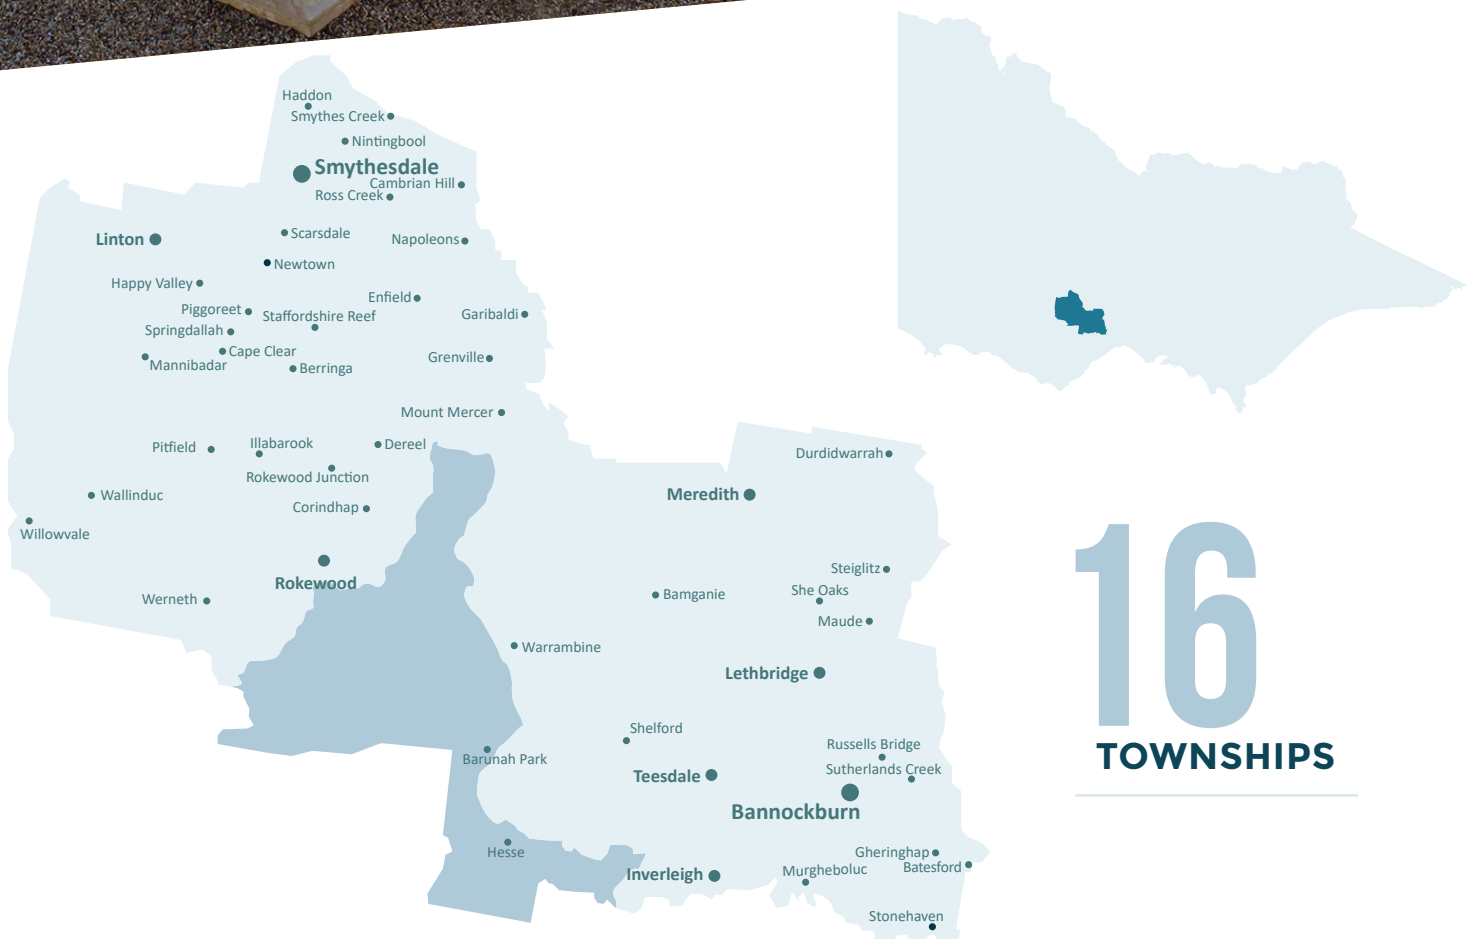 Haddon
Smythes Creek
Nintingbool
Smythesdale
Cambrian Hill
Ross Creek
Scarsdale
Linton
Napoleons
Newtown
Happy Valley
Enfield
Piggoreet
Staffordshire Reef
Garibaldi
Springdallah
Cape Clear
Mannibadar
Grenville
Berringa
Mount Mercer
Illabarook
Dereel
Pitfield
Durdidwarrah
Rokewood Junction
Meredith
Wallinduc
Corindhap
Willowvale
Steiglitz
Rokewood
She Oaks
Bamganie
Werneth
Maude
Warrambine
Lethbridge
16
TOWNSHIPS
Shelford
Russells Bridge
Barunah Park
Sutherlands Creek
Teesdale
Bannockburn
Hesse
Gheringhap
Batesford
Murgheboluc
Inverleigh
Stonehaven